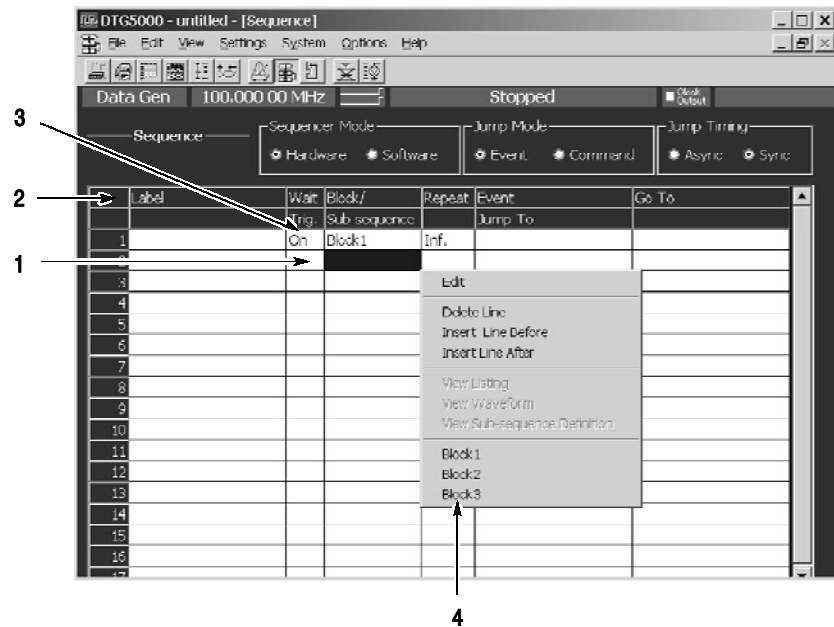 DTG5000 - untitled - [Sequence]
File Edit View Settings System Options Help
Data Gen 100.000 00 MHz Stopped Clock Output
Sequence
Sequencer Mode Jump Mode Jump Timing
Hardware Software Event Command Async Sync
3
2
1
Label Wait Block/ Repeat Event Go To
Trig. Sub-sequence Jump To
1 On Block1 Inf.
2
3
4
5
6
7
8
9
10
11
12
13
14
15
16
17
Edit
Delete Line
Insert Line Before
Insert Line After
View Listing
View Waveform
View Sub-sequence Definition
Block1
Block2
Block3
4